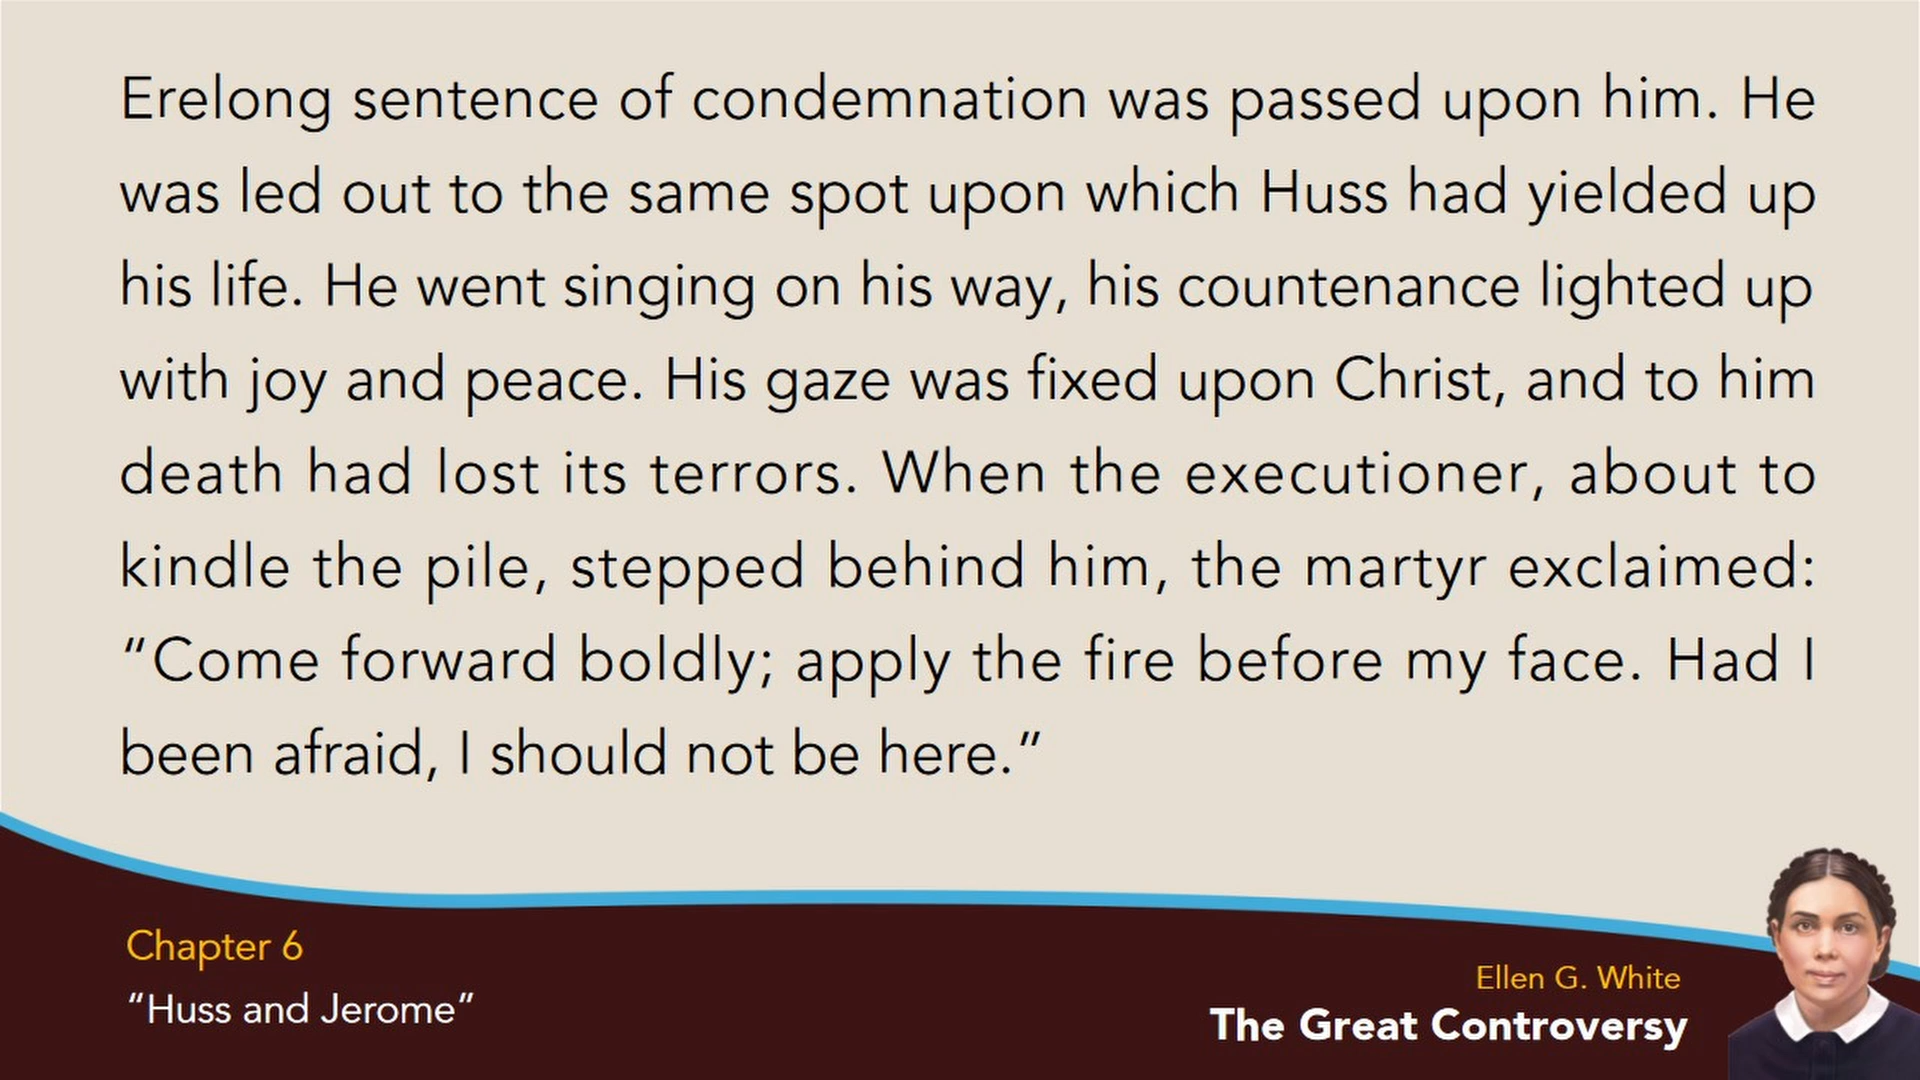 Erelong sentence of condemnation was passed upon him. He
was led out to the same spot upon which Huss had yielded up
his life. He went singing on his way, his countenance lighted up
with joy and peace. His gaze was fixed upon Christ, and to him
death had lost its terrors. When the executioner, about to
kindle the pile, stepped behind him, the martyr exclaimed:
“Come forward boldly; apply the fire before my face. Had I
been afraid, I should not be here.”
Chapter 6
“Huss and Jerome”
Ellen G. White
The Great Controversy